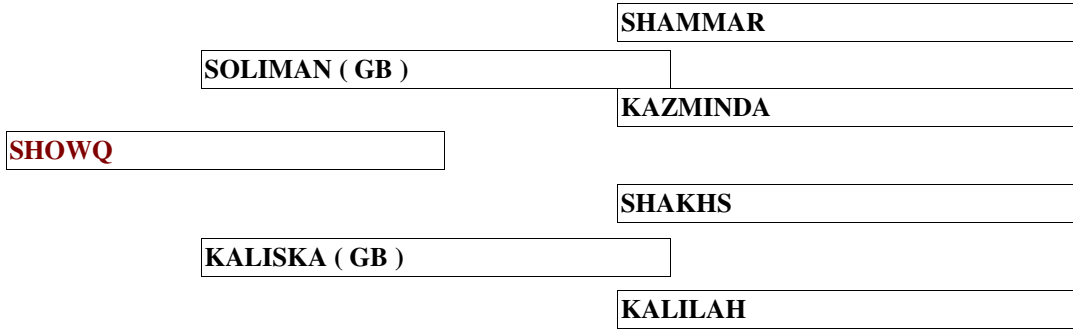 SHAMMAR
SOLIMAN ( GB )
KAZMINDA
SHOWQ
SHAKHS
KALISKA ( GB )
KALILAH